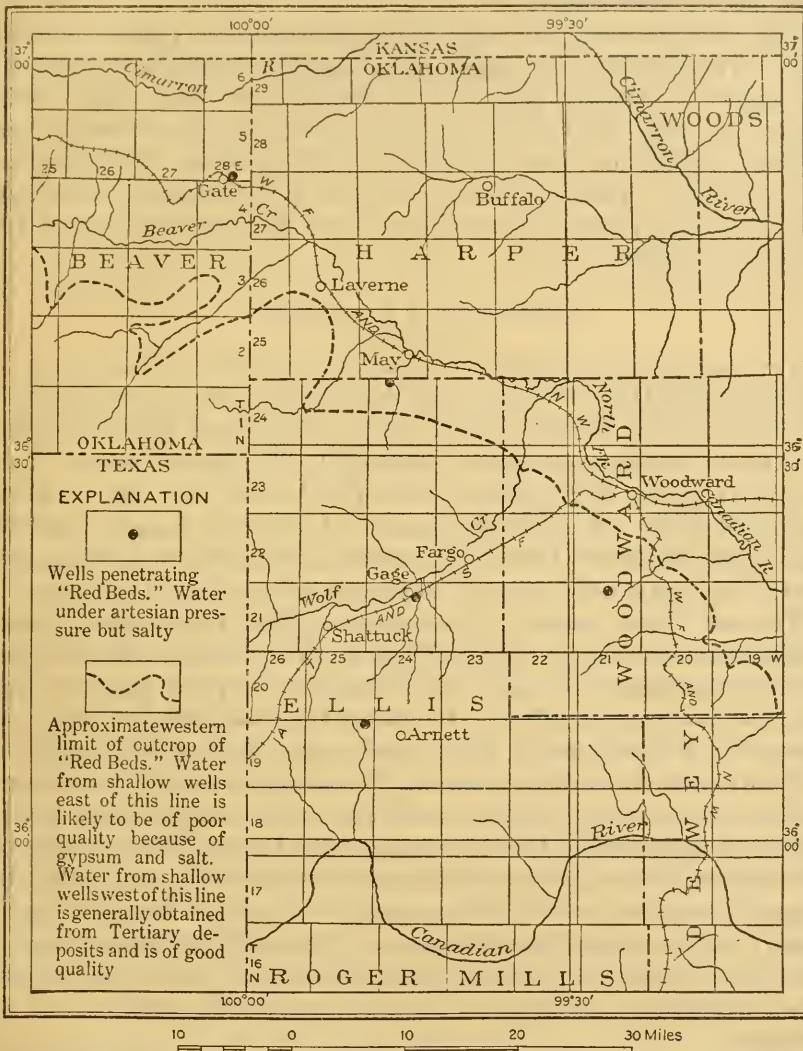 100°00' 99°30'
37° 00' 37° 00'
KANSAS
OKLAHOMA
Cimarron R
6
29
Cimarron River
WOODS
5
28
25 26 27 28 E
Gate
W F AND N W
Buffalo
4
27
Beaver Cr
BEAVER
HARPER
3
26
Laverne
2
25
May
T I N
24
OKLAHOMA
TEXAS
36° 30' 36° 30'
North Fk Canadian R
WOODWARD
Woodward
23
EXPLANATION
Wells penetrating
"Red Beds." Water
under artesian pres-
sure but salty
22
Fargo
Gage
Wolf Cr
A T AND S F
21
Shattuck
26 25 24 23 22 21 20 19 W
20
W F AND N W
ELLIS
Approximate western
limit of outcrop of
"Red Beds." Water
from shallow wells
east of this line is
likely to be of poor
quality because of
gypsum and salt.
Water from shallow
wells west of this line
is generally obtained
from Tertiary de-
posits and is of good
quality
Arnett
19
DEWEY
18
36° 00' 36° 00'
River
17
Canadian
T 16 N
ROGER MILLS
100°00' 99°30'
10 0 10 20 30 Miles